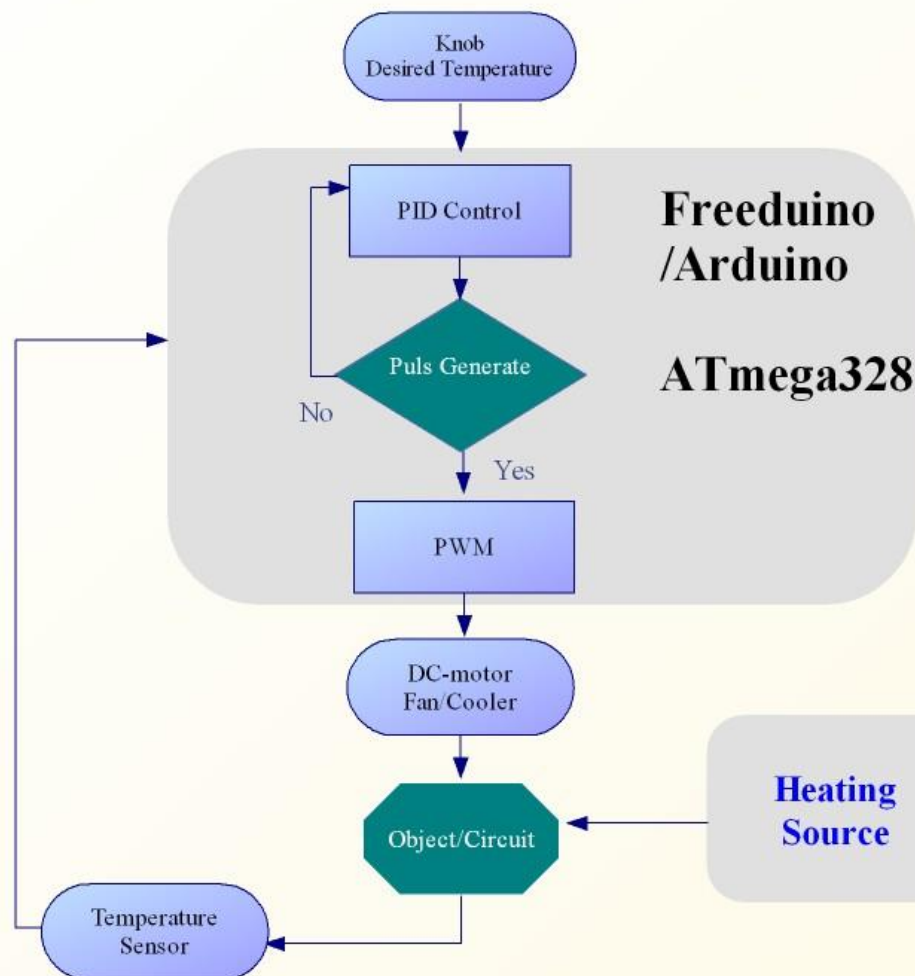 Knob
Desired Temperature
PID Control
Freeduino
/Arduino
ATmega328
Puls Generate
No
Yes
PWM
DC-motor
Fan/Cooler
Heating
Source
Object/Circuit
Temperature
Sensor